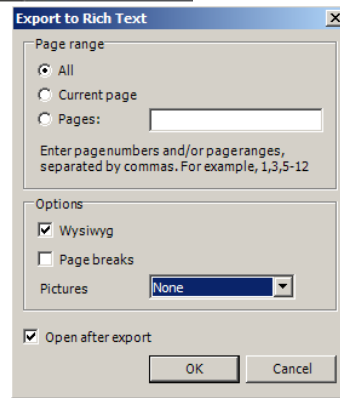 Export to Rich Text
Page range
All
Current page
Pages:
Enter pagenumbers and/or pageranges,
separated by commas. For example, 1,3,5-12
Options
Wysiwyg
Page breaks
Pictures None
Open after export
OK Cancel